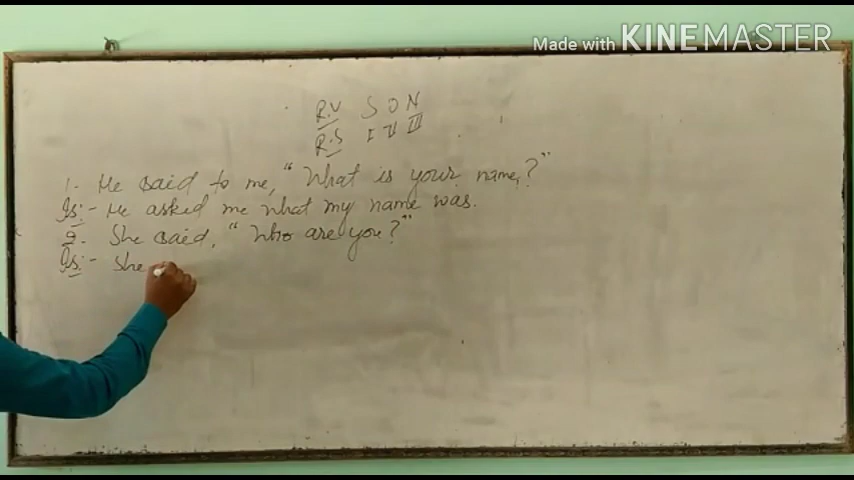 Made with KINEMASTER
R.V S O N
R.S I II III
1- He said to me, "What is your name?"
Is:- He asked me what my name was.
2- She said, "Who are you?"
Is:- She